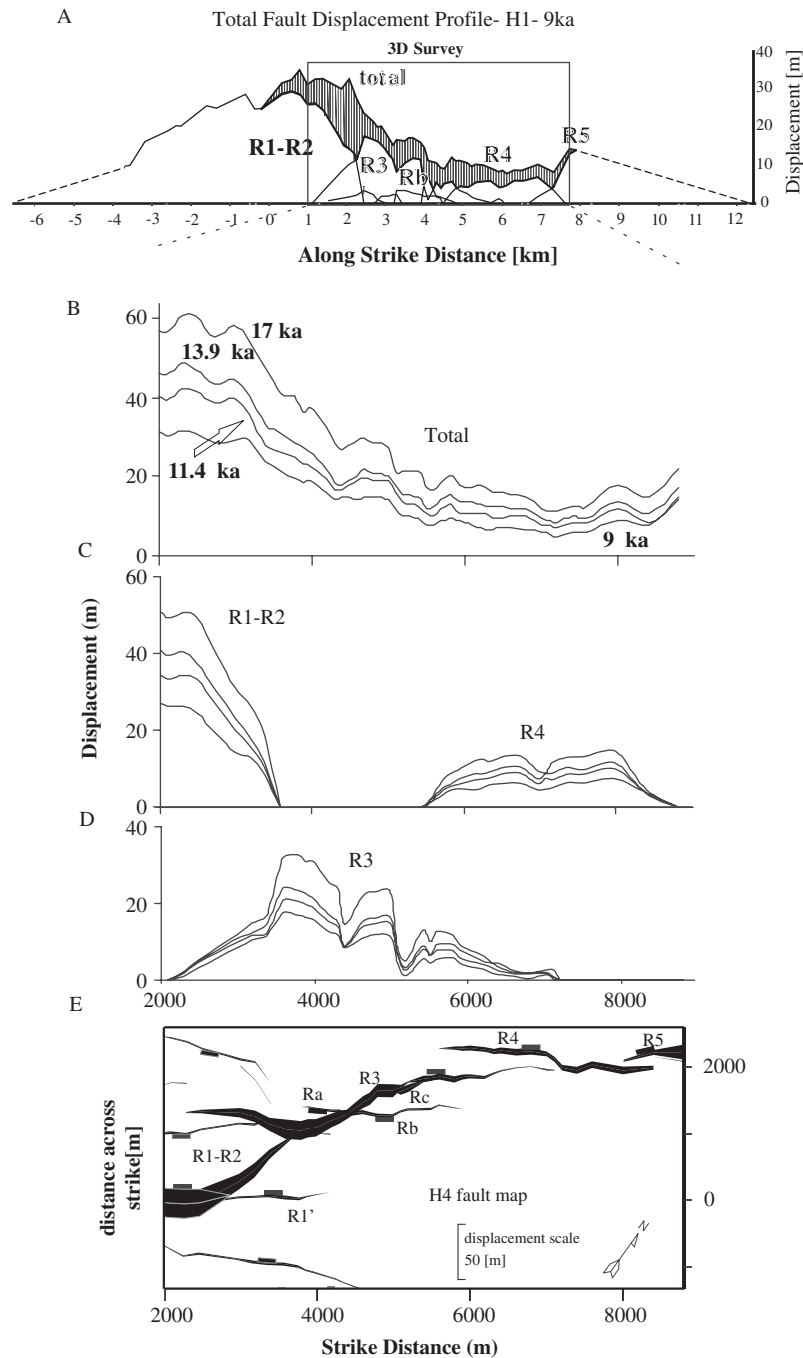 A
Total Fault Displacement Profile- H1- 9ka
3D Survey
total
R1-R2
R3
Rb
R4
R5
40
30
20
10
0
Displacement [m]
-6 -5 -4 -3 -2 -1 0 1 2 3 4 5 6 7 8 9 10 11 12
Along Strike Distance [km]
B
60
40
20
0
17 ka
13.9 ka
11.4 ka
Total
9 ka
C
60
40
20
0
Displacement (m)
R1-R2
R4
D
40
20
0
R3
2000 4000 6000 8000
E
R4
R5
R3
Ra
Rc
Rb
R1-R2
R1'
H4 fault map
displacement scale
50 [m]
N
2000
0
distance across
strike[m]
2000 4000 6000 8000
Strike Distance (m)